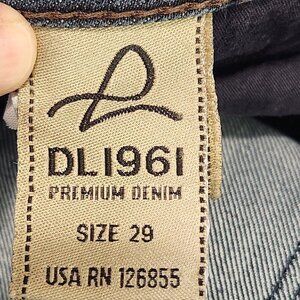 DL1961
PREMIUM DENIM
SIZE 29
USA RN 126855